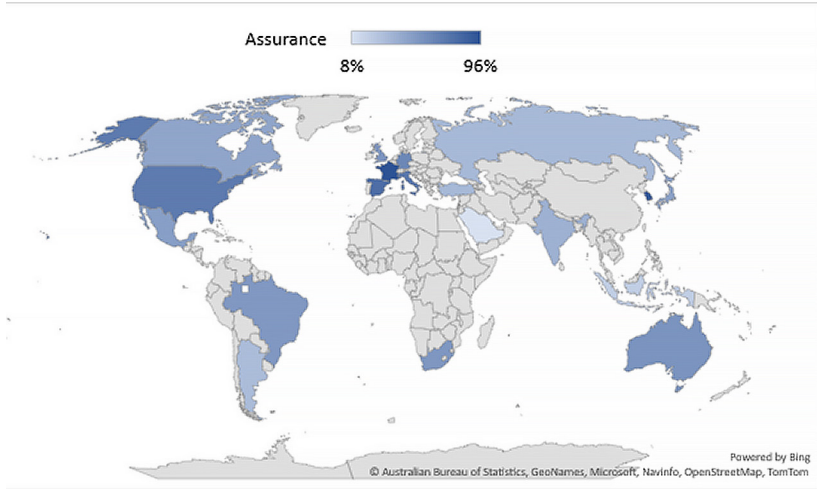 Assurance
8% 96%
Powered by Bing
© Australian Bureau of Statistics, GeoNames, Microsoft, Navinfo, OpenStreetMap, TomTom